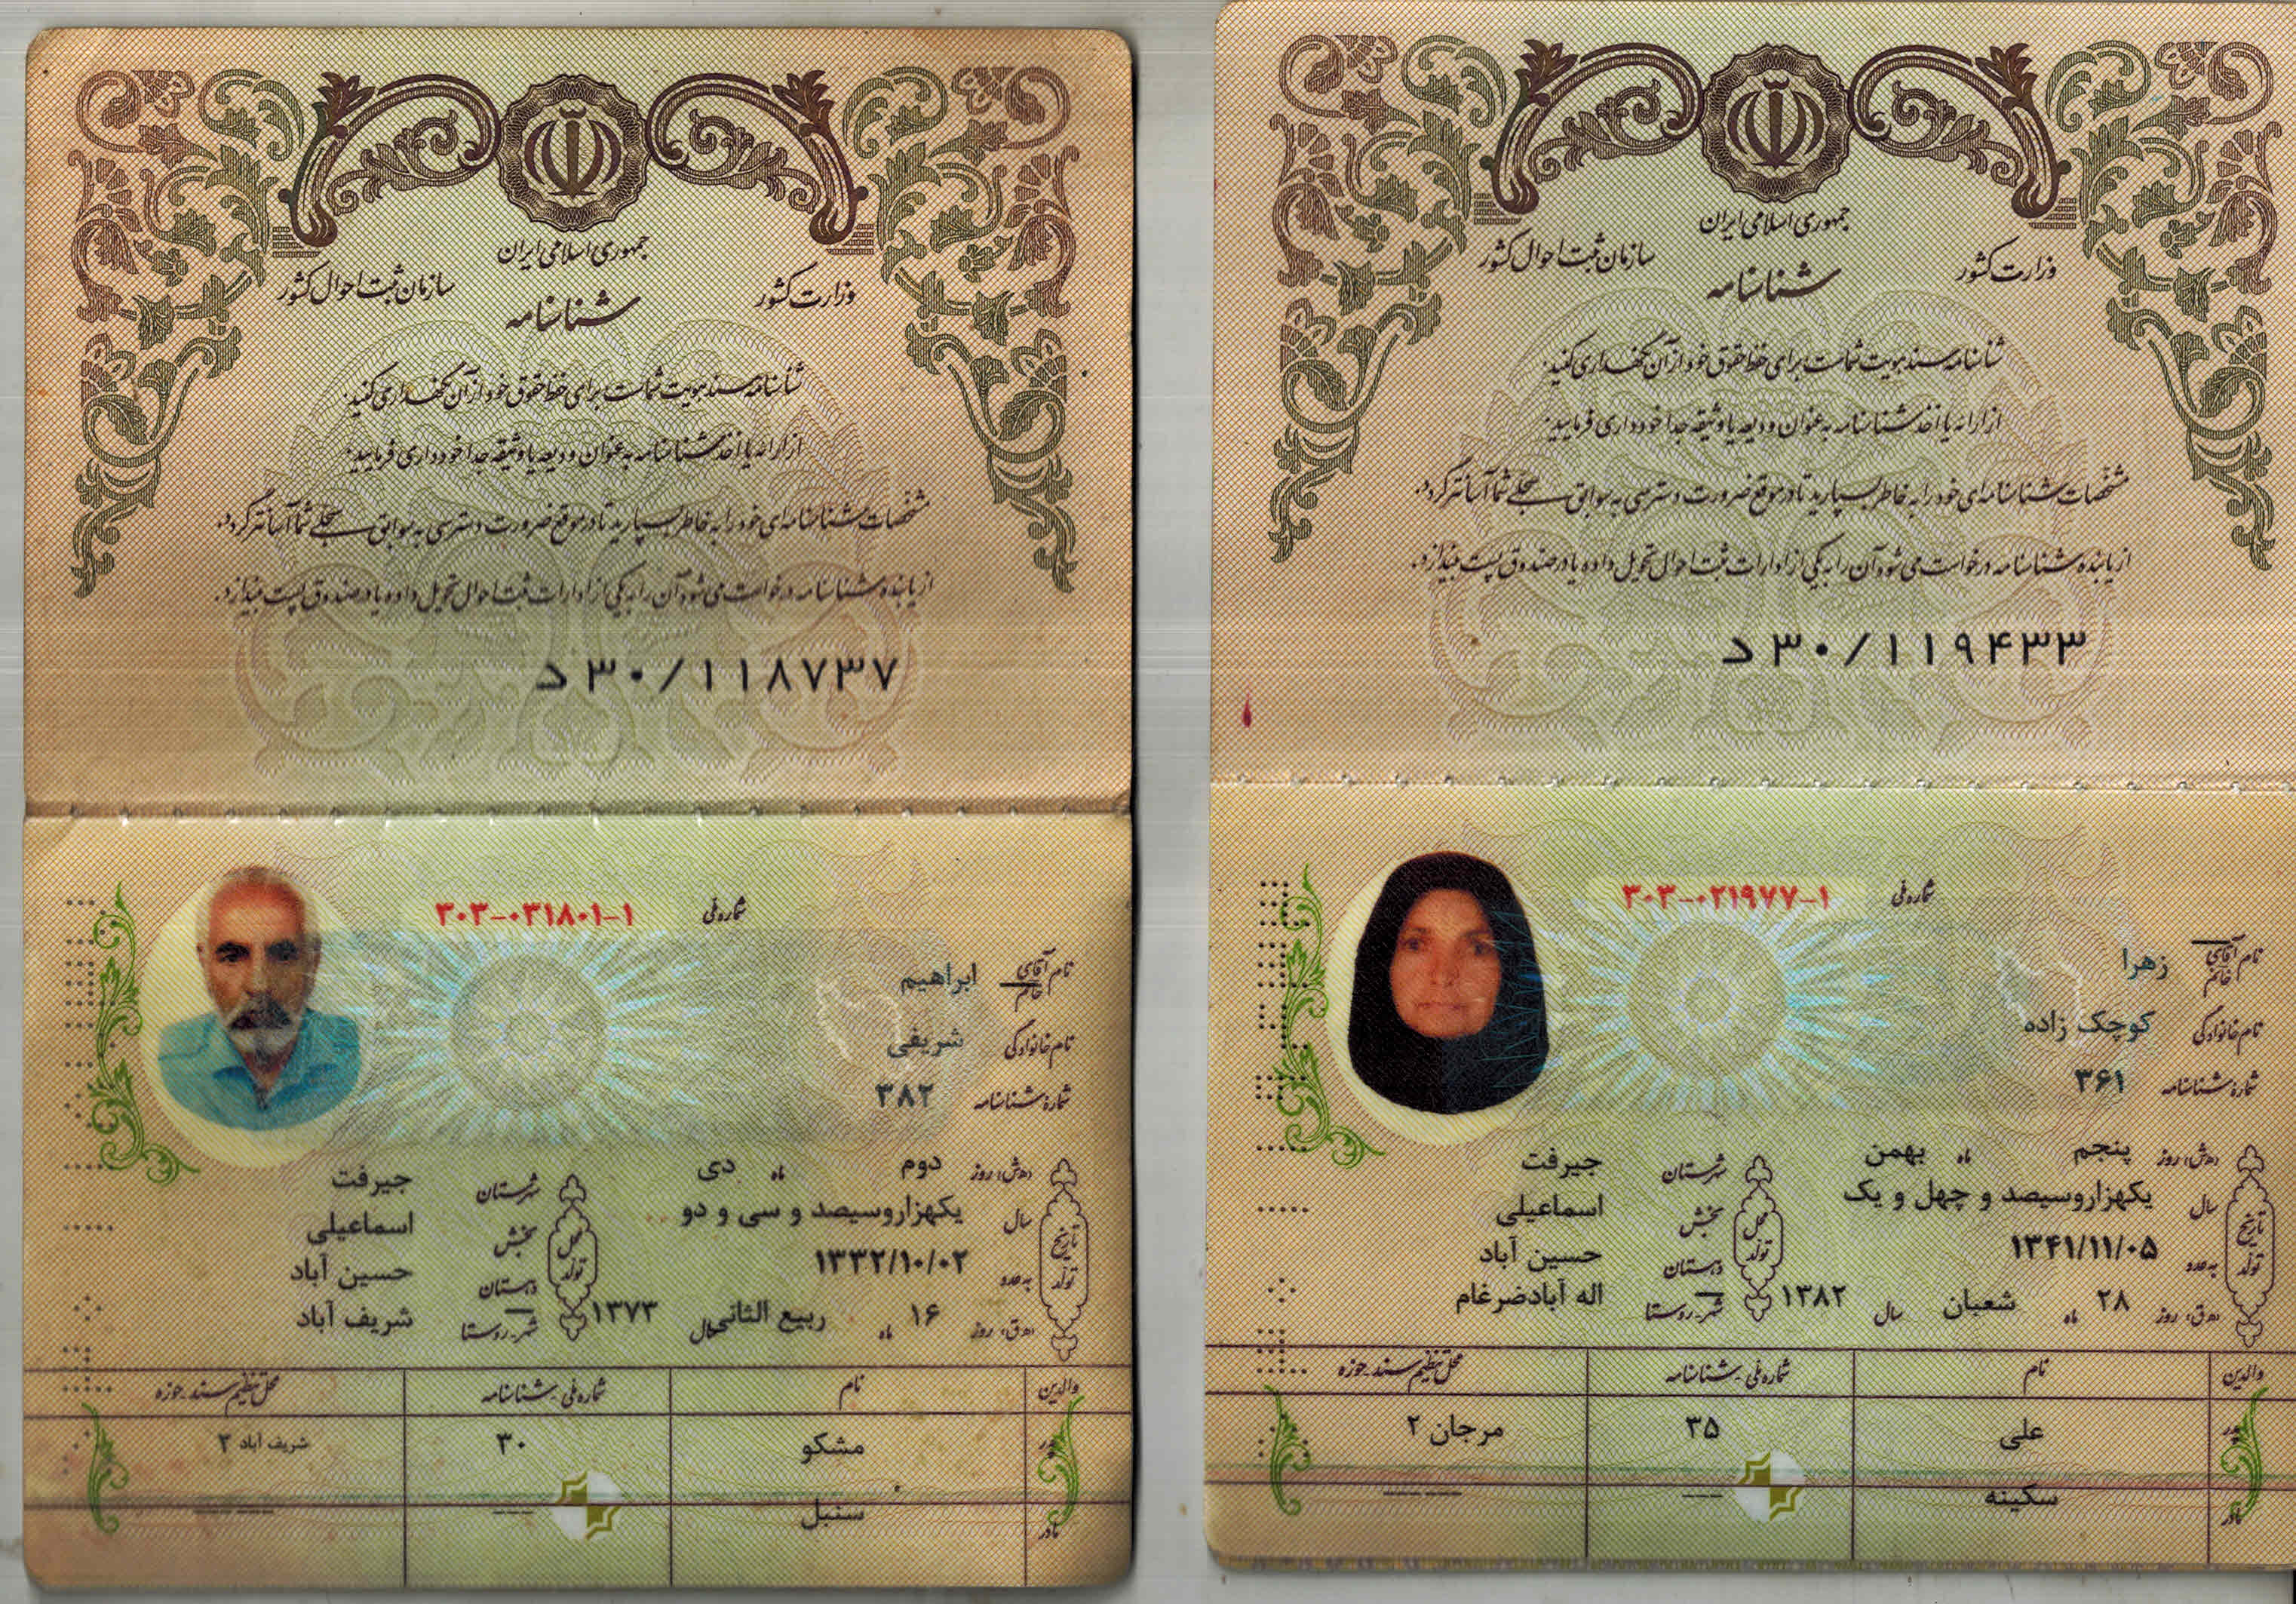 جمهوری اسلامی ایران
وزارت کشور
سازمان ثبت احوال کشور
شناسنامه
شناسنامه سند هویت شماست برای حفظ حقوق خود از آن نگهداری کنید.
از ارائه یا اخذ شناسنامه به عنوان ودیعه یا وثیقه جداً خودداری فرمایید.
مشخصات شناسنامه‌ای خود را به خاطر بسپارید تا در موقع ضرورت دسترسی به سوابق سجلی شما آسانتر گردد.
از یابنده شناسنامه درخواست می شود آن را به یکی از ادارات ثبت احوال تحویل داده یا در صندوق پست بیندازد.
د۳۰/۱۱۸۷۳۷
شماره ملی ۳۰۳-۰۳۱۸۰۱-۱
نام آقای خانم ابراهیم
نام خانوادگی شریفی
شماره شناسنامه ۳۸۲
تاریخ تولد
(ه‍.ش) روز دوم ماه دی
سال یکهزاروسیصد و سی و دو
به عدد ۱۳۳۲/۱۰/۰۲
(ه‍.ق) روز ۱۶ ماه ربیع الثانی سال ۱۳۷۳
محل تولد
شهرستان جیرفت
بخش اسماعیلی
دهستان حسین آباد
شهر-روستا شریف آباد
والدین نام شماره ملی-شناسنامه محل تنظیم سند-حوزه
پدر مشکو ۳۰ شریف آباد ۲
مادر سنبل --- ------
جمهوری اسلامی ایران
وزارت کشور
سازمان ثبت احوال کشور
شناسنامه
شناسنامه سند هویت شماست برای حفظ حقوق خود از آن نگهداری کنید.
از ارائه یا اخذ شناسنامه به عنوان ودیعه یا وثیقه جداً خودداری فرمایید.
مشخصات شناسنامه‌ای خود را به خاطر بسپارید تا در موقع ضرورت دسترسی به سوابق سجلی شما آسانتر گردد.
از یابنده شناسنامه درخواست می شود آن را به یکی از ادارات ثبت احوال تحویل داده یا در صندوق پست بیندازد.
د۳۰/۱۱۹۴۳۳
شماره ملی ۳۰۳-۰۲۱۹۷۷-۱
نام آقای خانم زهرا
نام خانوادگی کوچک زاده
شماره شناسنامه ۳۶۱
تاریخ تولد
(ه‍.ش) روز پنجم ماه بهمن
سال یکهزاروسیصد و چهل و یک
به عدد ۱۳۴۱/۱۱/۰۵
(ه‍.ق) روز ۲۸ ماه شعبان سال ۱۳۸۲
محل تولد
شهرستان جیرفت
بخش اسماعیلی
دهستان حسین آباد
شهر-روستا اله آبادضرغام
والدین نام شماره ملی-شناسنامه محل تنظیم سند-حوزه
پدر علی ۳۵ مرجان ۲
مادر سکینه --- ------